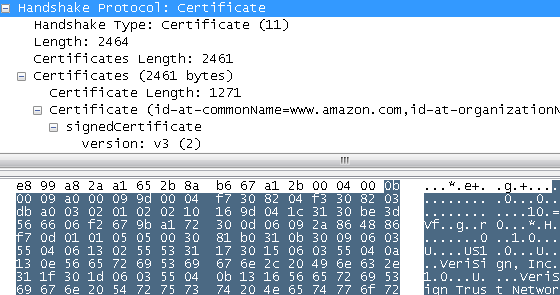 Handshake Protocol: Certificate
Handshake Type: Certificate (11)
Length: 2464
Certificates Length: 2461
Certificates (2461 bytes)
Certificate Length: 1271
Certificate (id-at-commonName=www.amazon.com,id-at-organizationN
signedCertificate
version: v3 (2)
e8 99 a8 2a a1 65 2b 8a b6 67 a1 2b 00 04 00 0b ...*.e+. .g.+....
00 09 a0 00 09 9d 00 04 f7 30 82 04 f3 30 82 03 ........ .0...0..
db a0 03 02 01 02 02 10 16 9d 04 1c 31 30 be 3d ........ ....10.=
56 66 06 f2 67 9b a1 72 30 0d 06 09 2a 86 48 86 Vf..g..r 0...*.H.
f7 0d 01 01 05 05 00 30 81 b0 31 0b 30 09 06 03 .......0 ..1.0...
55 04 06 13 02 55 53 31 17 30 15 06 03 55 04 0a U....US1 .0...U..
13 0e 56 65 72 69 53 69 67 6e 2c 20 49 6e 63 2e ..VeriSi gn, Inc.
31 1f 30 1d 06 03 55 04 0b 13 16 56 65 72 69 53 1.0...U. ...VeriS
69 67 6e 20 54 72 75 73 74 20 4e 65 74 77 6f 72 ign Trus t Networ